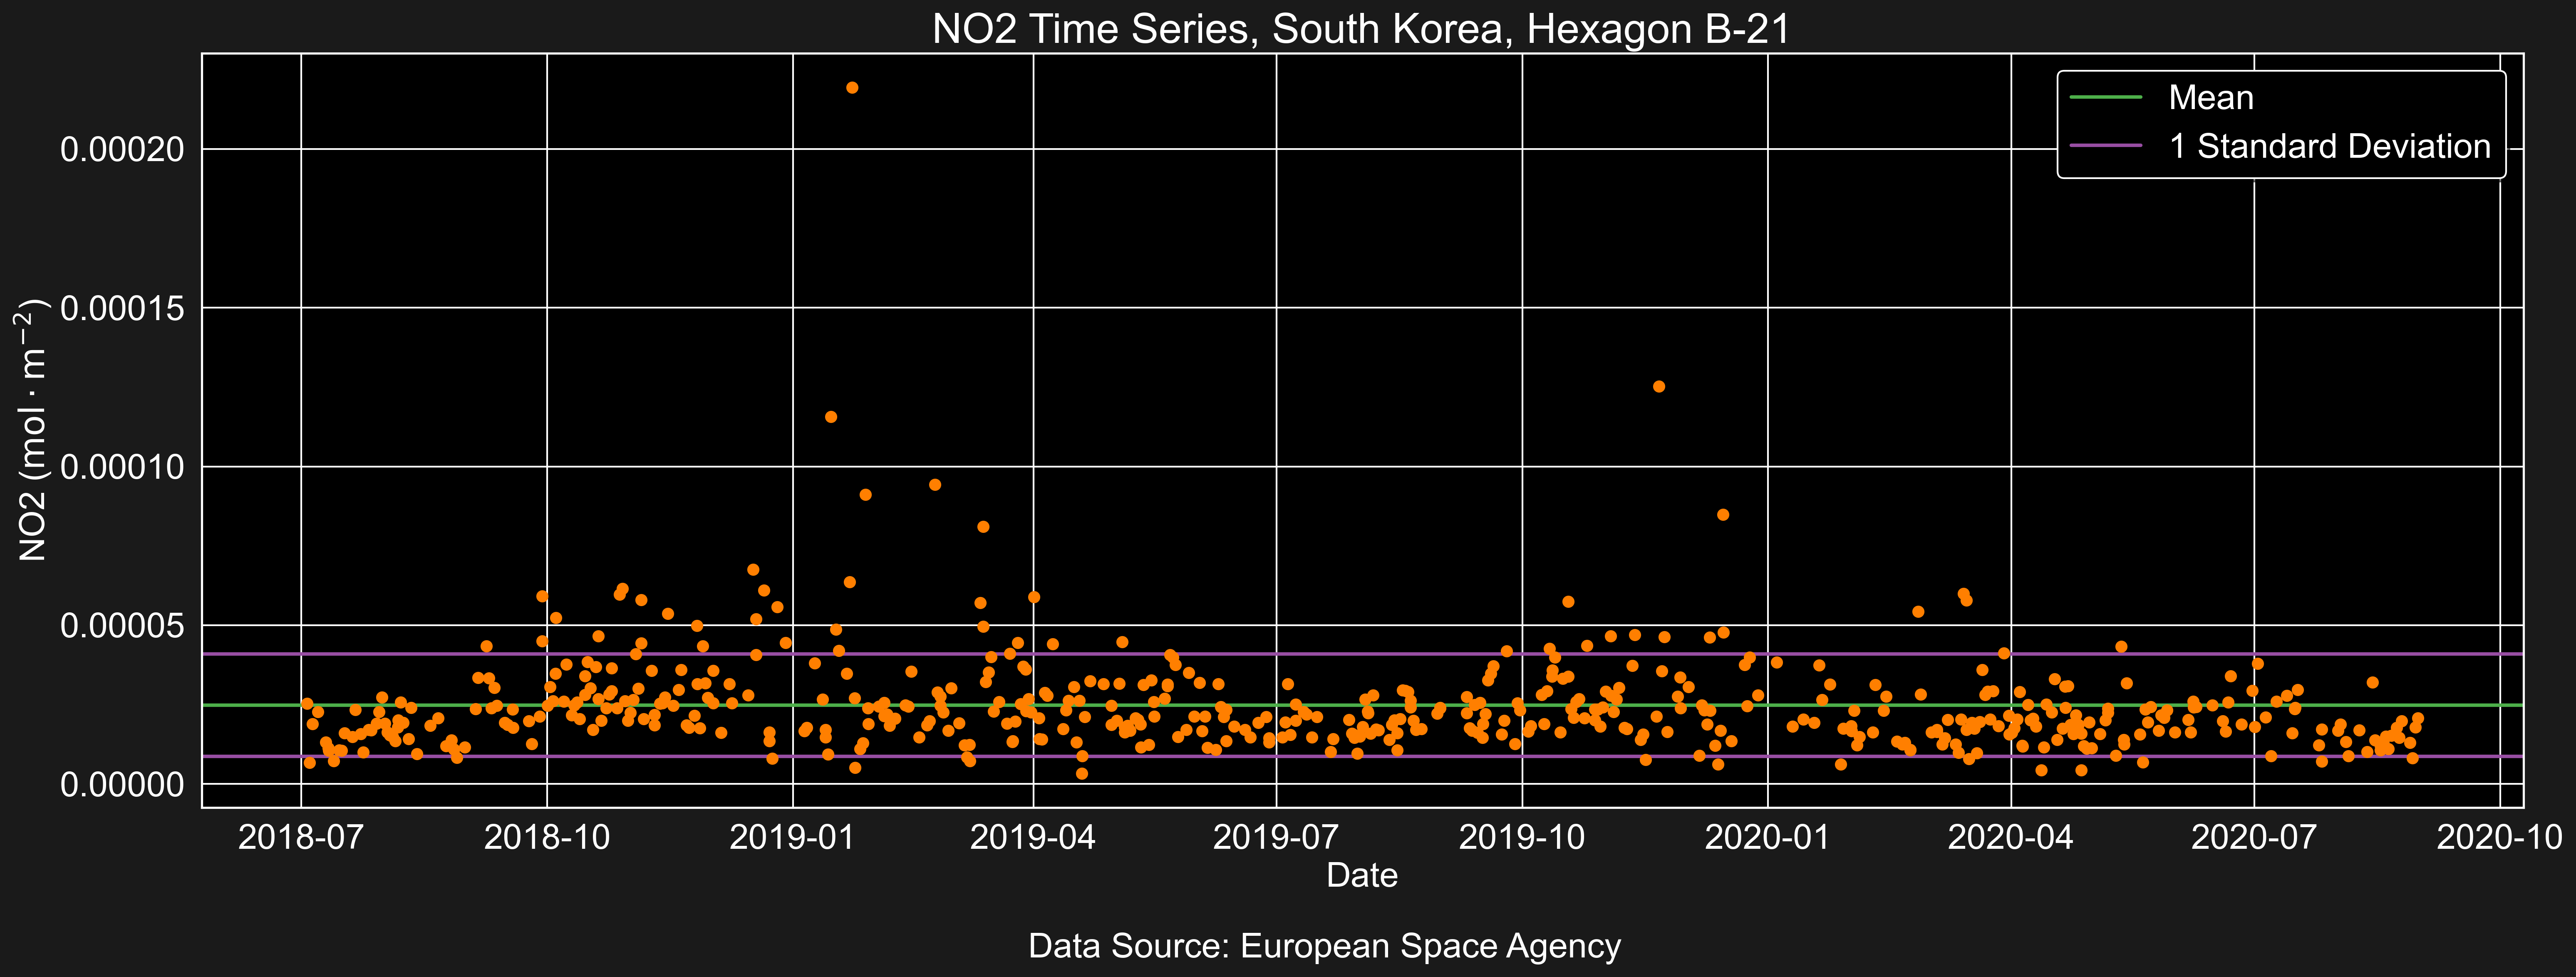 NO2 Time Series, South Korea, Hexagon B-21
Mean
1 Standard Deviation
NO2 (mol · m⁻²)
0.00020
0.00015
0.00010
0.00005
0.00000
2018-07 2018-10 2019-01 2019-04 2019-07 2019-10 2020-01 2020-04 2020-07 2020-10
Date
Data Source: European Space Agency